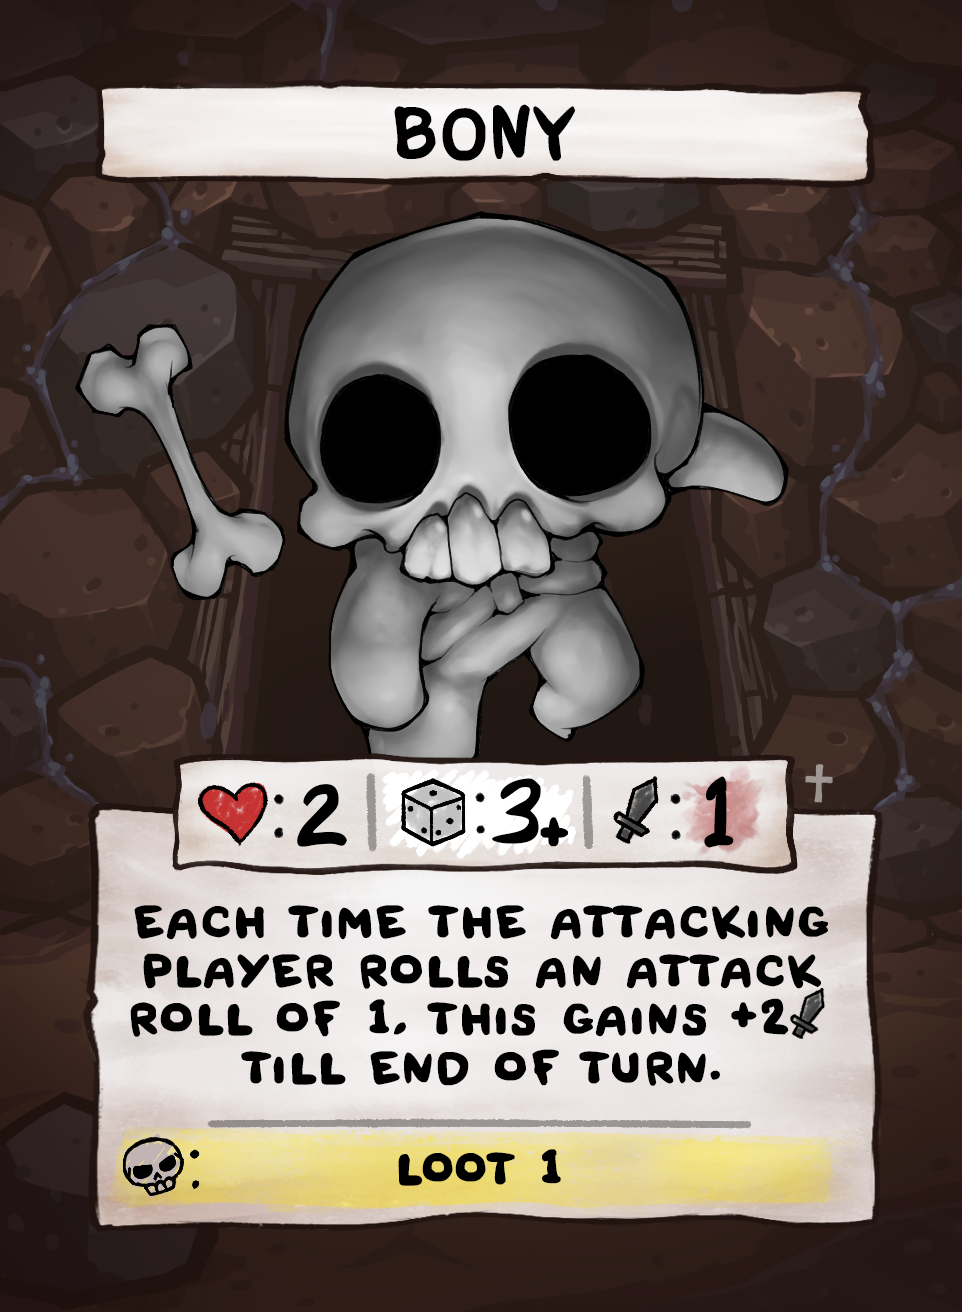 BONY
: 2 : 3+ : 1
EACH TIME THE ATTACKING
PLAYER ROLLS AN ATTACK
ROLL OF 1, THIS GAINS +2
TILL END OF TURN.
: LOOT 1